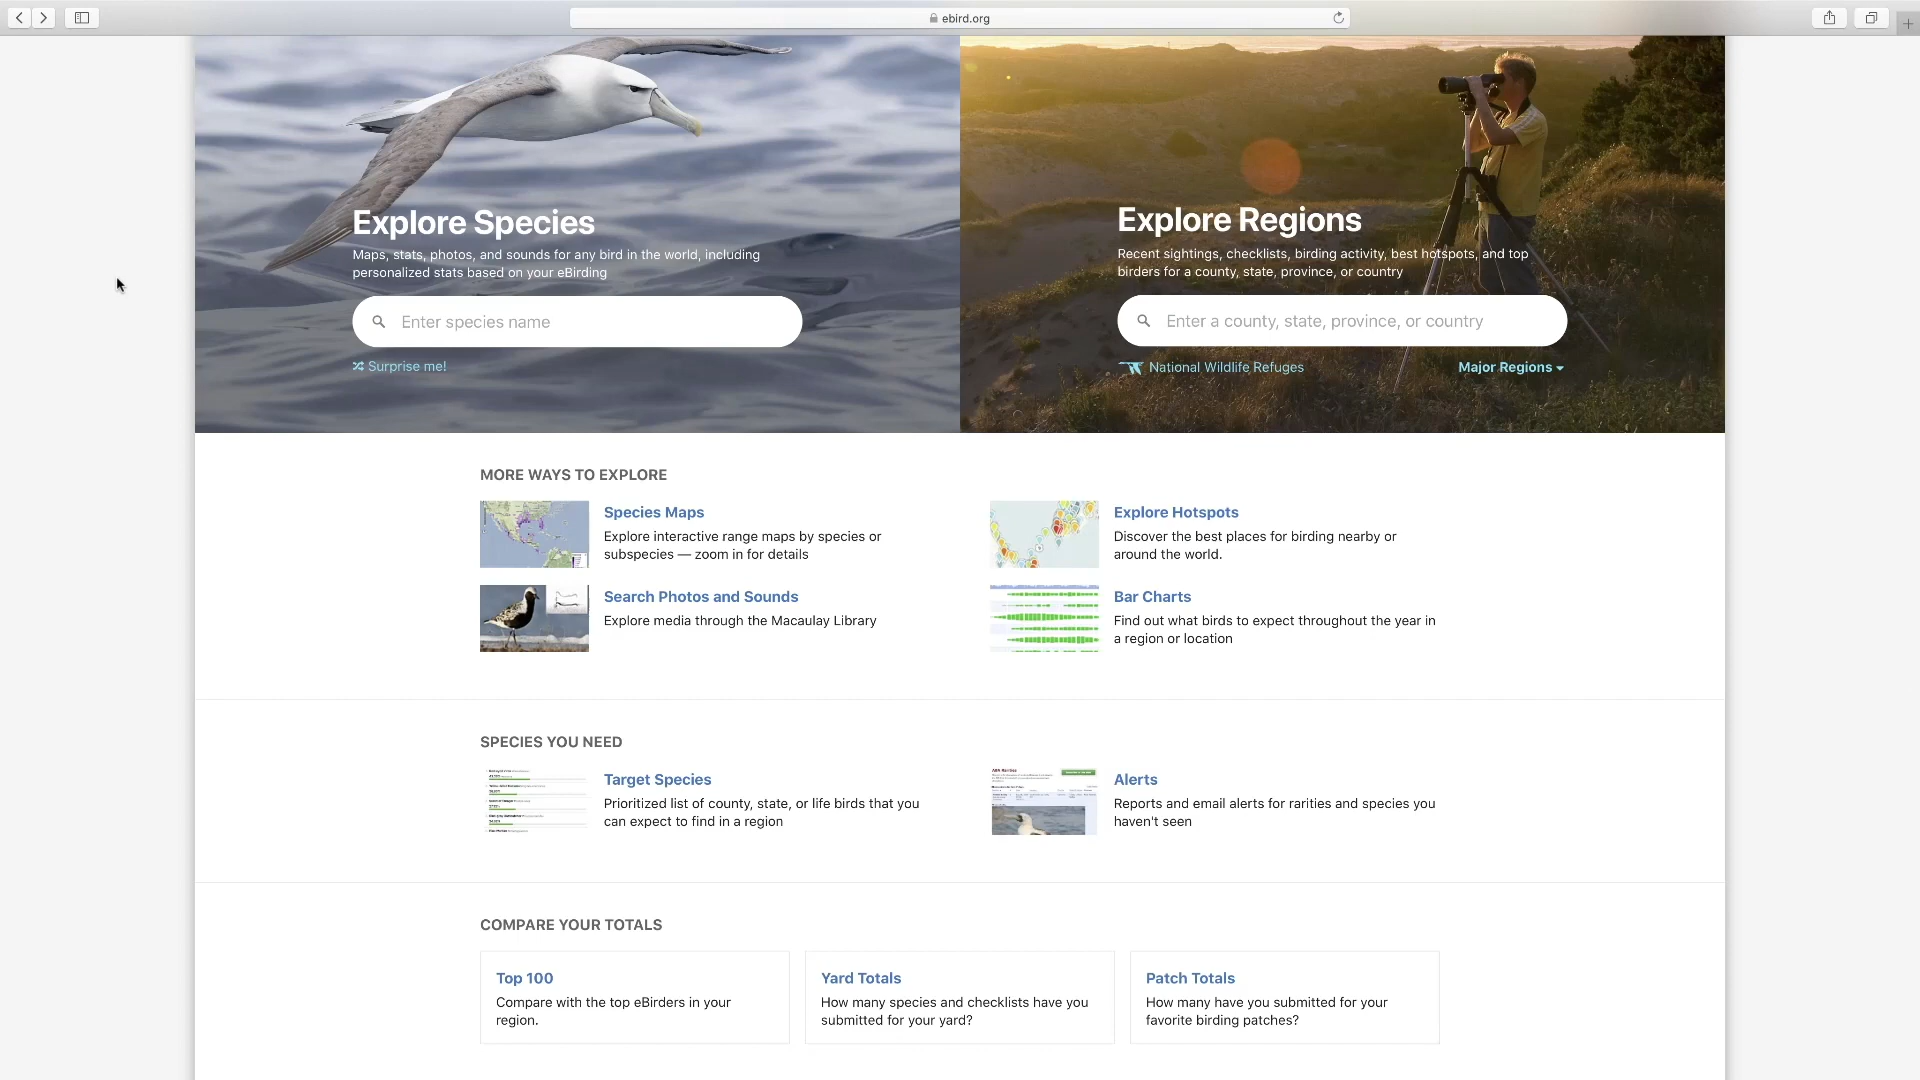 ebird.org
Explore Species
Maps, stats, photos, and sounds for any bird in the world, including
personalized stats based on your eBirding
Enter species name
Surprise me!
Explore Regions
Recent sightings, checklists, birding activity, best hotspots, and top
birders for a county, state, province, or country
Enter a county, state, province, or country
National Wildlife Refuges
Major Regions
MORE WAYS TO EXPLORE
Species Maps
Explore interactive range maps by species or
subspecies — zoom in for details
Explore Hotspots
Discover the best places for birding nearby or
around the world.
Search Photos and Sounds
Explore media through the Macaulay Library
Bar Charts
Find out what birds to expect throughout the year in
a region or location
SPECIES YOU NEED
Target Species
Prioritized list of county, state, or life birds that you
can expect to find in a region
Alerts
Reports and email alerts for rarities and species you
haven't seen
COMPARE YOUR TOTALS
Top 100
Compare with the top eBirders in your
region.
Yard Totals
How many species and checklists have you
submitted for your yard?
Patch Totals
How many have you submitted for your
favorite birding patches?